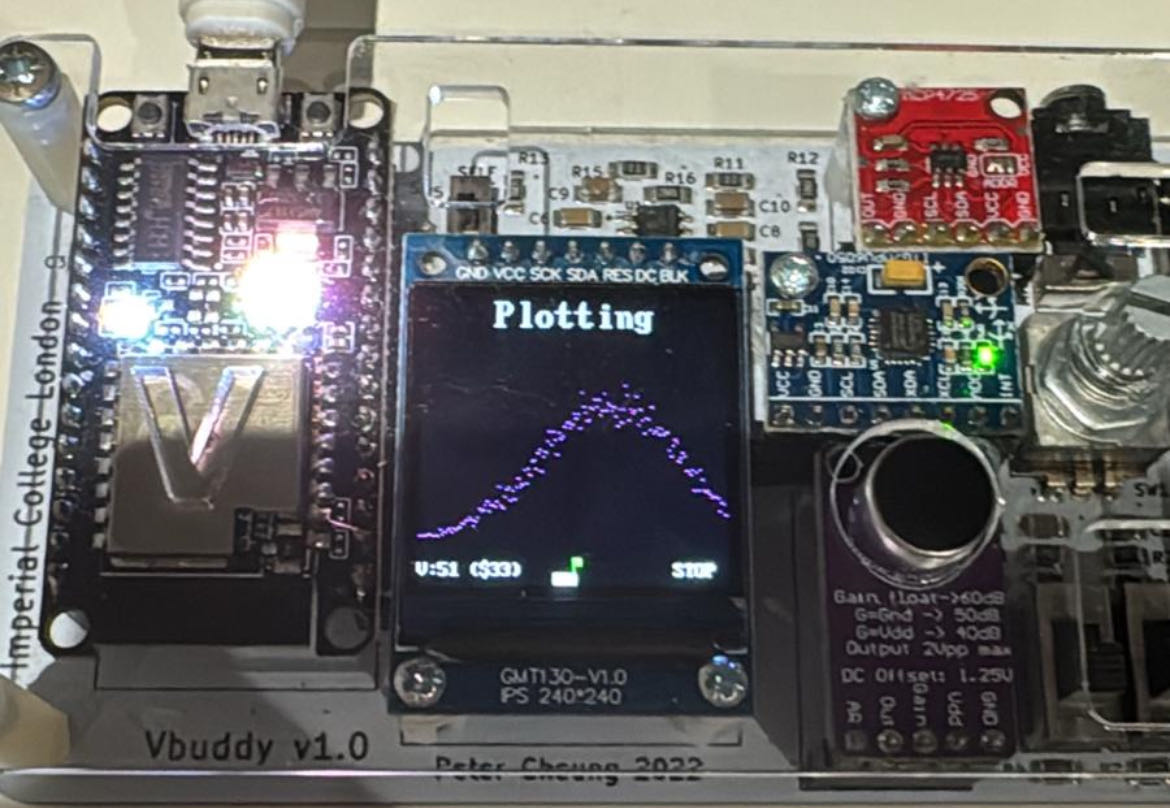 MCP4725
R13
R15
R11
R12
SELF
C9
R16
C10
C6
U1
C8
OUT
GND
SCL
SDA
VCC
GND
GND VCC SCK SDA RES DC BLK
Plotting
V:51 ($33)
STOP
GMT130-V1.0
IPS 240*240
VCC
GND
SCL
SDA
XDA
XCL
INT
Gain float->60dB
G=Gnd -> 50dB
G=Vdd -> 40dB
Output 2Vpp max
DC Offset: 1.25V
AR
Out
Gain
Vdd
GND
V
Imperial College London
Vbuddy v1.0
Peter Cheung 2022